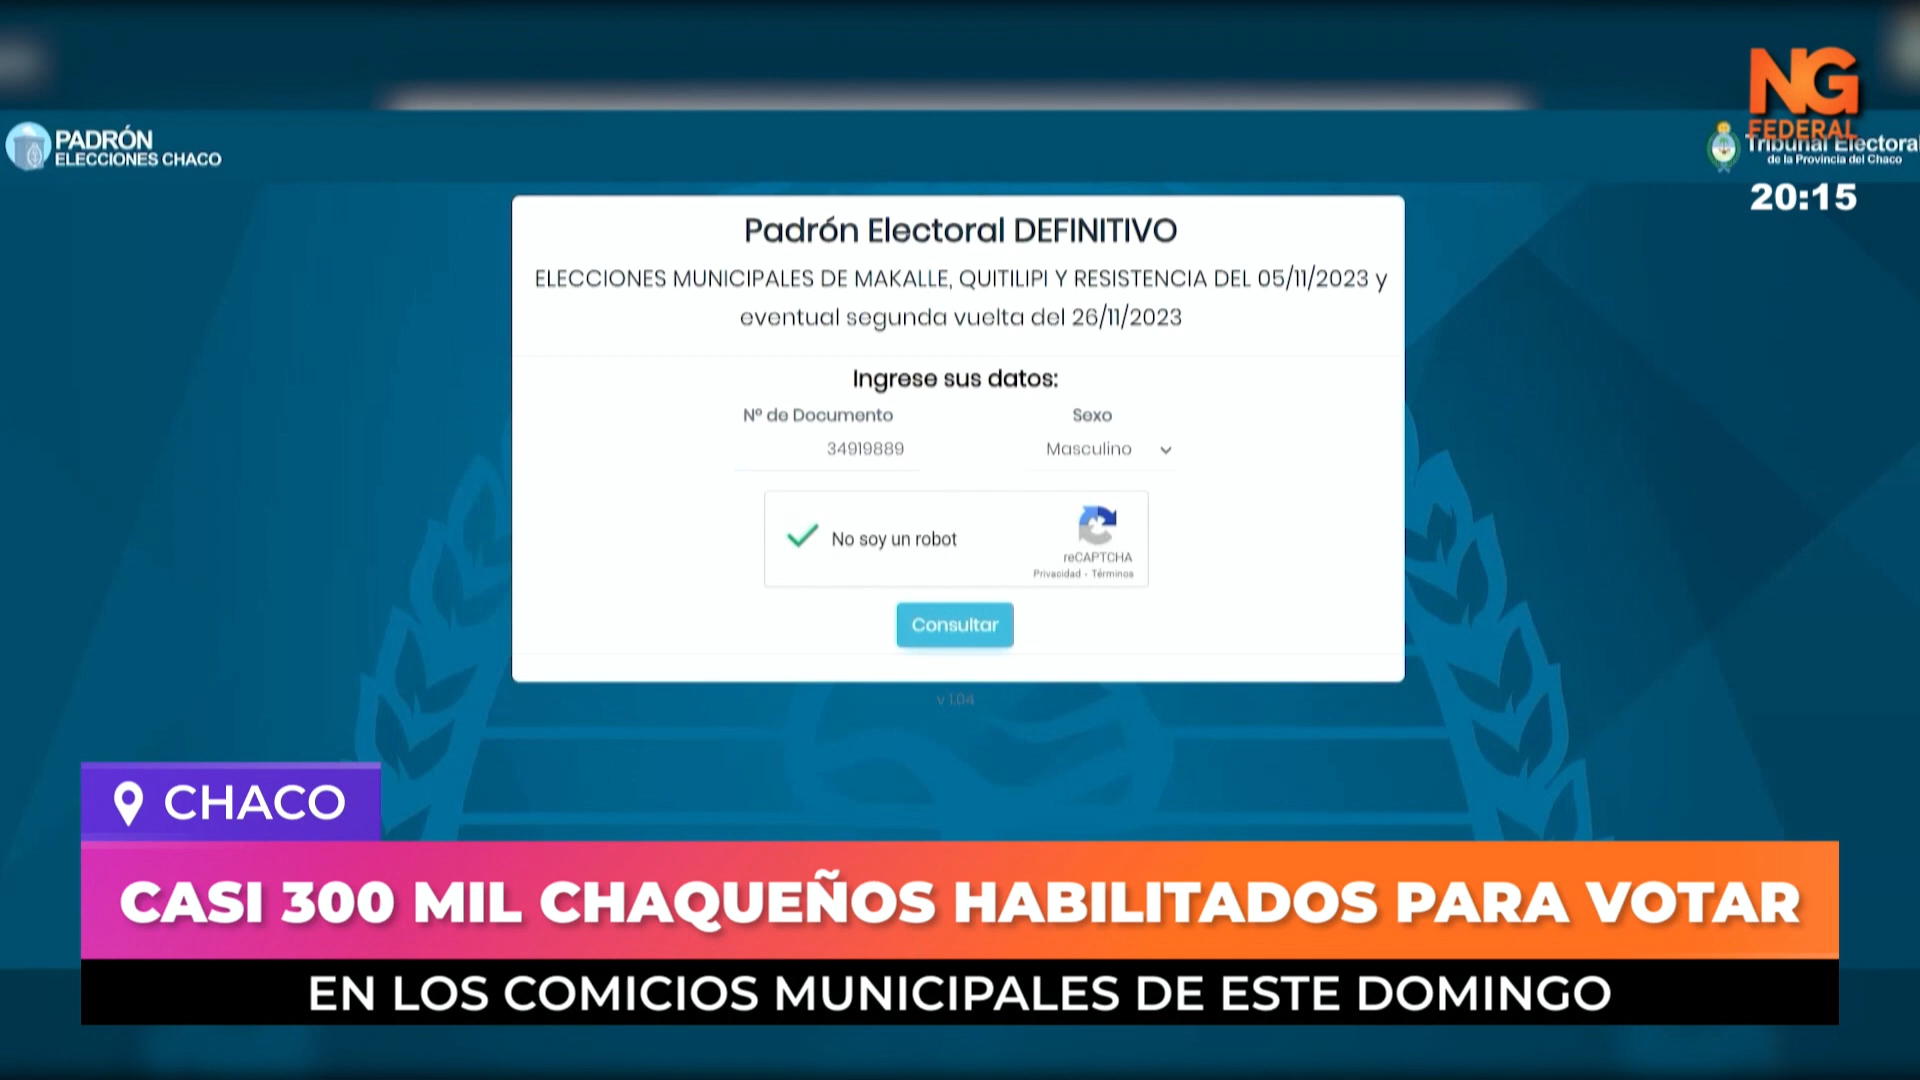 NG
FEDERAL
20:15
PADRÓN
ELECCIONES CHACO
Tribunal Electoral
de la Provincia del Chaco
Padrón Electoral DEFINITIVO
ELECCIONES MUNICIPALES DE MAKALLE, QUITILIPI Y RESISTENCIA DEL 05/11/2023 y
eventual segunda vuelta del 26/11/2023
Ingrese sus datos:
Nº de Documento
Sexo
34919889
Masculino
No soy un robot
reCAPTCHA
Privacidad - Términos
Consultar
v 1.04
CHACO
CASI 300 MIL CHAQUEÑOS HABILITADOS PARA VOTAR
EN LOS COMICIOS MUNICIPALES DE ESTE DOMINGO